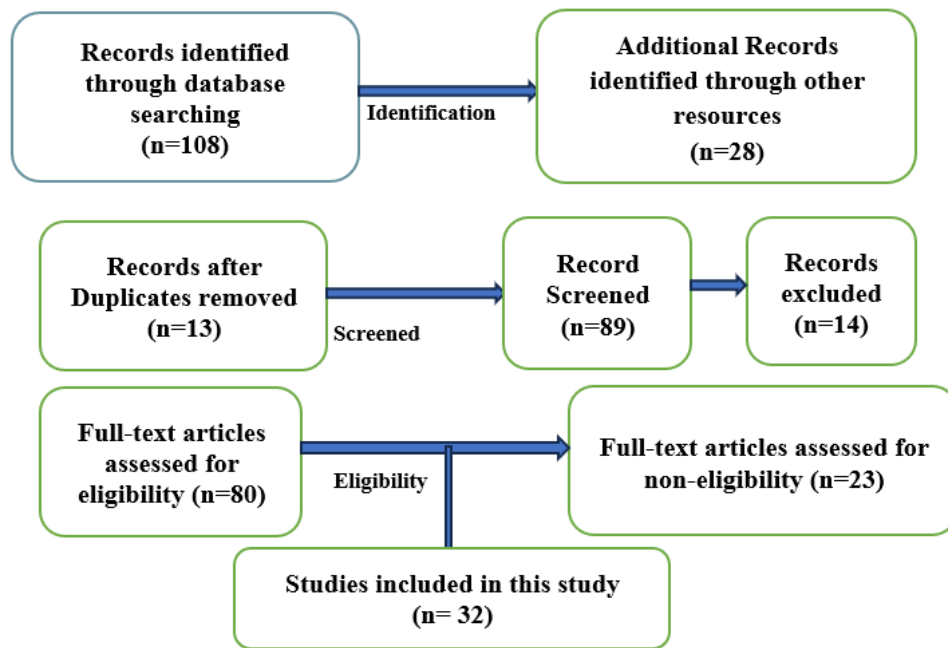 Records identified
through database
searching
(n=108)
Identification
Additional Records
identified through other
resources
(n=28)
Records after
Duplicates removed
(n=13)
Screened
Record
Screened
(n=89)
Records
excluded
(n=14)
Full-text articles
assessed for
eligibility (n=80)
Eligibility
Full-text articles assessed for
non-eligibility (n=23)
Studies included in this study
(n= 32)